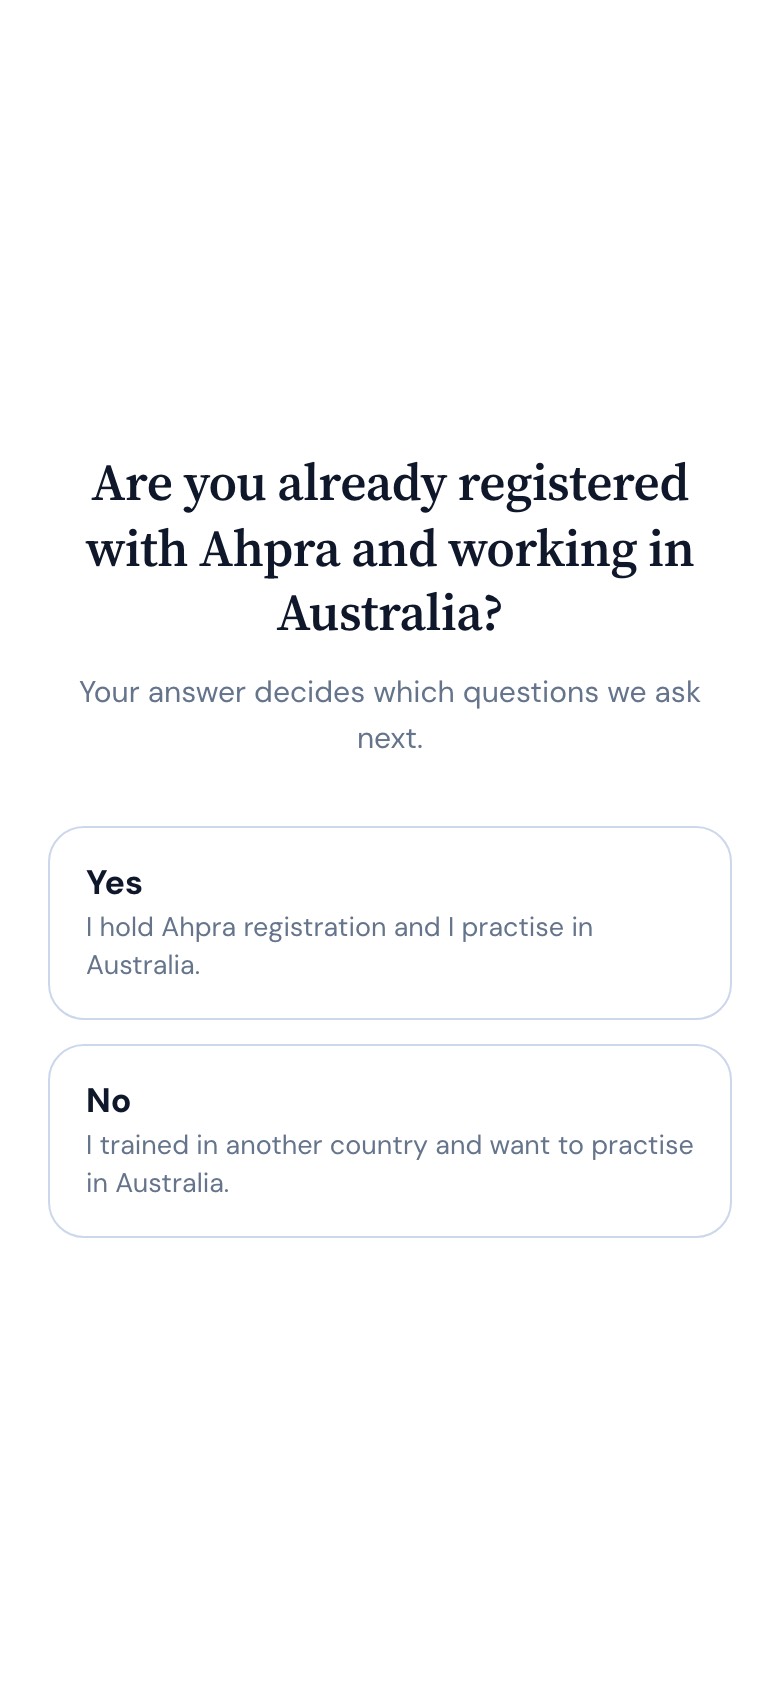 Are you already registered
with Ahpra and working in
Australia?
Your answer decides which questions we ask
next.
Yes
I hold Ahpra registration and I practise in
Australia.
No
I trained in another country and want to practise
in Australia.